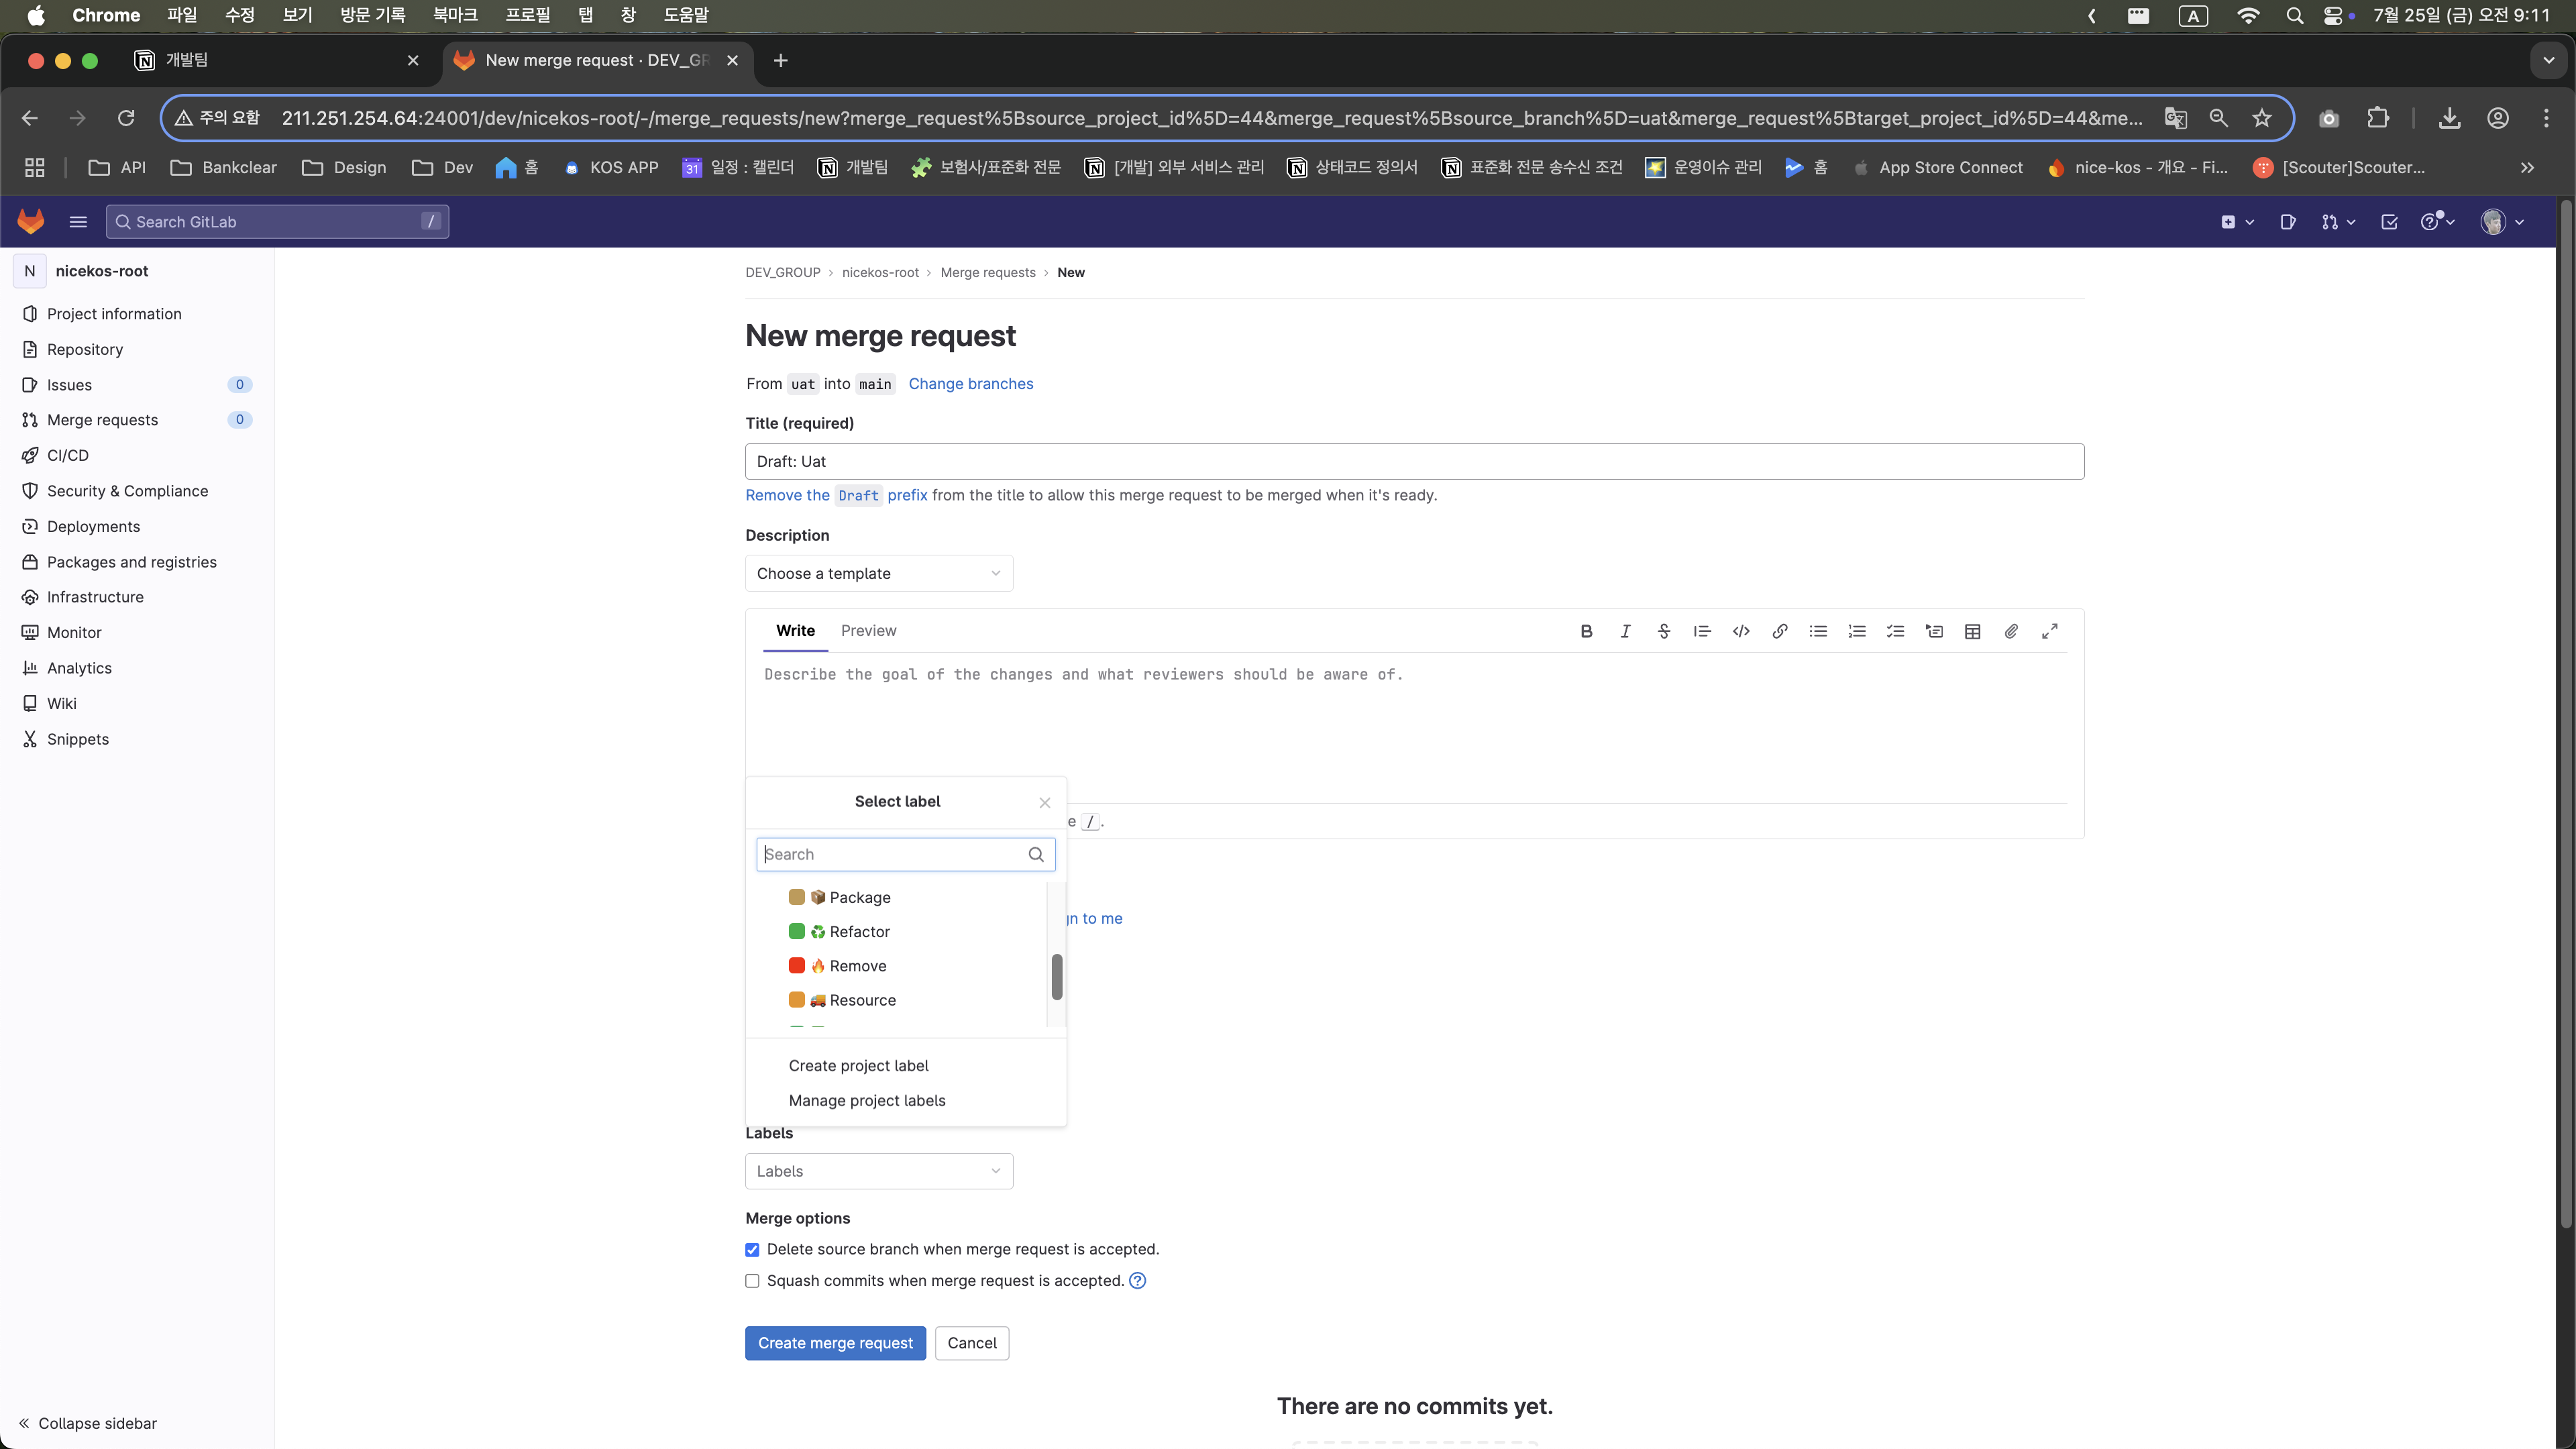 Chrome 파일 수정 보기 방문 기록 북마크 프로필 탭 창 도움말 A 7월 25일 (금) 오전 9:11
개발팀 New merge request · DEV_GR
주의 요함 211.251.254.64:24001/dev/nicekos-root/-/merge_requests/new?merge_request%5Bsource_project_id%5D=44&merge_request%5Bsource_branch%5D=uat&merge_request%5Btarget_project_id%5D=44&me...
API Bankclear Design Dev 홈 KOS APP 31 일정 : 캘린더 개발팀 보험사/표준화 전문 [개발] 외부 서비스 관리 상태코드 정의서 표준화 전문 송수신 조건 운영이슈 관리 홈 App Store Connect nice-kos - 개요 - Fi... [Scouter]Scouter...
Search GitLab /
N nicekos-root
Project information
Repository
Issues 0
Merge requests 0
CI/CD
Security & Compliance
Deployments
Packages and registries
Infrastructure
Monitor
Analytics
Wiki
Snippets
Collapse sidebar
DEV_GROUP › nicekos-root › Merge requests › New
New merge request
From uat into main Change branches
Title (required)
Draft: Uat
Remove the Draft prefix from the title to allow this merge request to be merged when it's ready.
Description
Choose a template
Write Preview
Describe the goal of the changes and what reviewers should be aware of.
Select label
e /.
Search
Package
gn to me
Refactor
Remove
Resource
Create project label
Manage project labels
Labels
Labels
Merge options
Delete source branch when merge request is accepted.
Squash commits when merge request is accepted.
Create merge request Cancel
There are no commits yet.